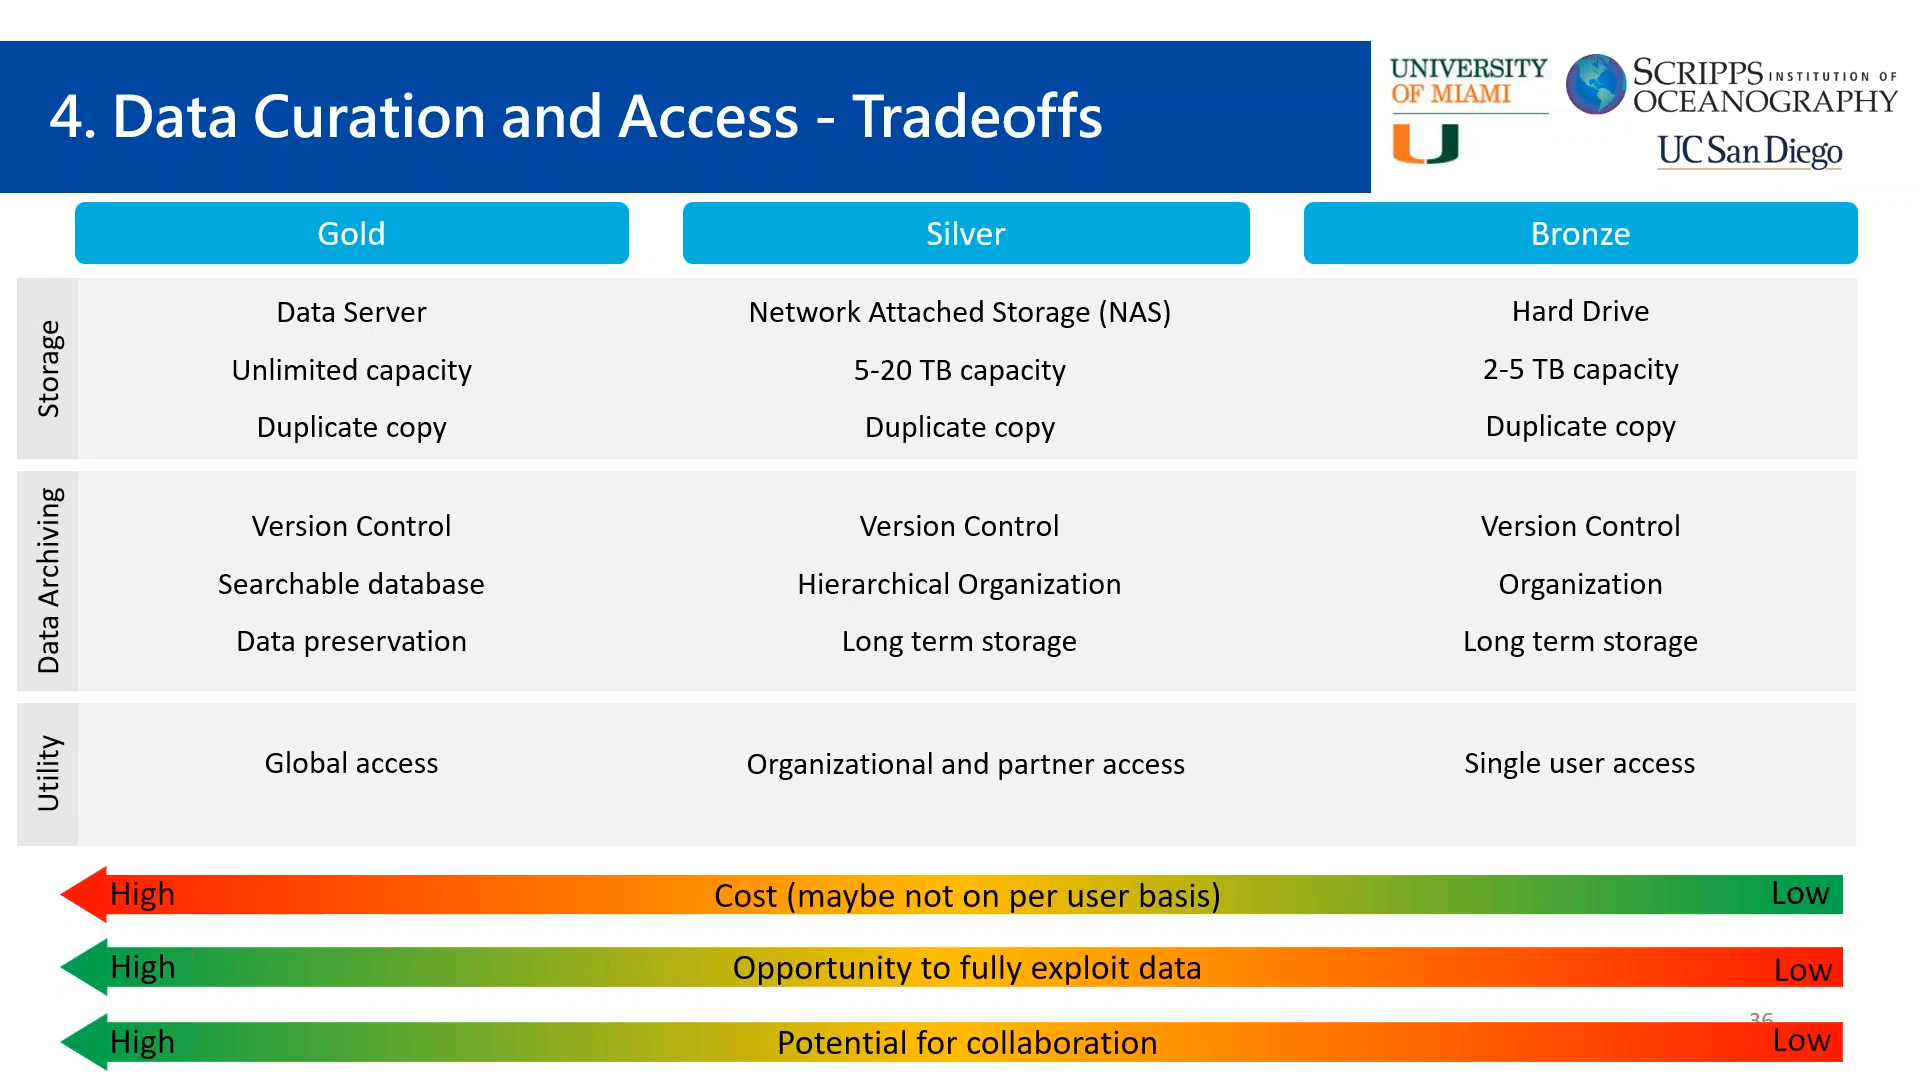 4. Data Curation and Access - Tradeoffs
UNIVERSITY
OF MIAMI
SCRIPPS INSTITUTION OF
OCEANOGRAPHY
UC San Diego
Gold
Silver
Bronze
Storage
Data Server
Network Attached Storage (NAS)
Hard Drive
Unlimited capacity
5-20 TB capacity
2-5 TB capacity
Duplicate copy
Duplicate copy
Duplicate copy
Data Archiving
Version Control
Version Control
Version Control
Searchable database
Hierarchical Organization
Organization
Data preservation
Long term storage
Long term storage
Utility
Global access
Organizational and partner access
Single user access
High
Cost (maybe not on per user basis)
Low
High
Opportunity to fully exploit data
Low
36
High
Potential for collaboration
Low